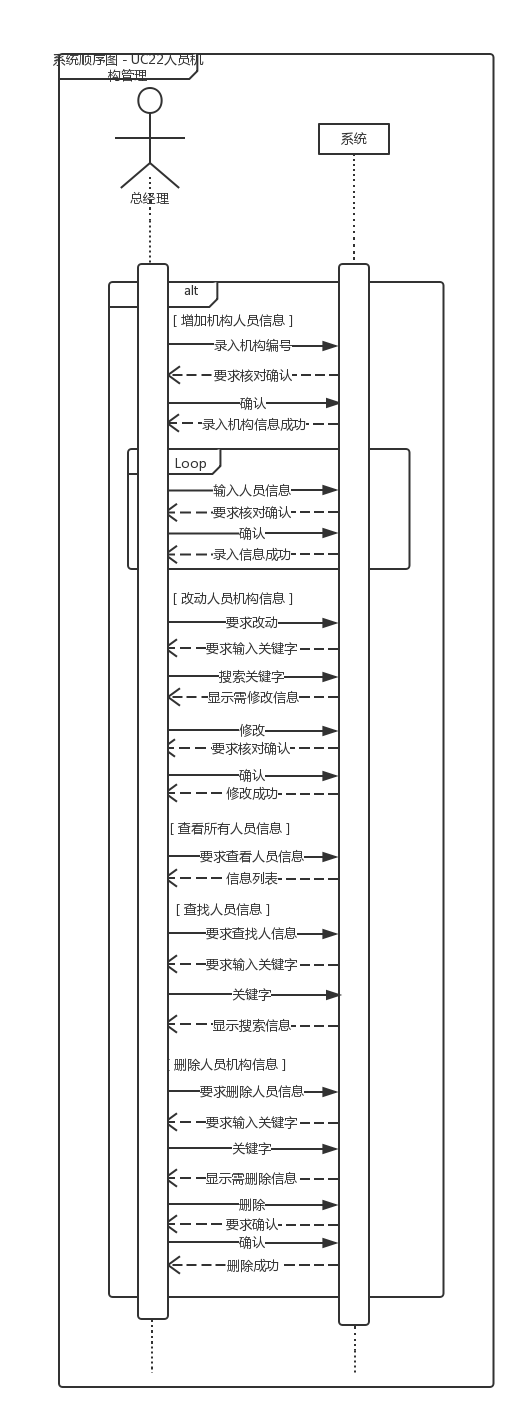 系统顺序图 - UC22人员机
构管理
系统
总经理
alt
[ 增加机构人员信息 ]
录入机构编号
要求核对确认
确认
录入机构信息成功
Loop
输入人员信息
要求核对确认
确认
录入信息成功
[ 改动人员机构信息 ]
要求改动
要求输入关键字
搜索关键字
显示需修改信息
修改
要求核对确认
确认
修改成功
[ 查看所有人员信息 ]
要求查看人员信息
信息列表
[ 查找人员信息 ]
要求查找人信息
要求输入关键字
关键字
显示搜索信息
[ 删除人员机构信息 ]
要求删除人员信息
要求输入关键字
关键字
显示需删除信息
删除
要求确认
确认
删除成功